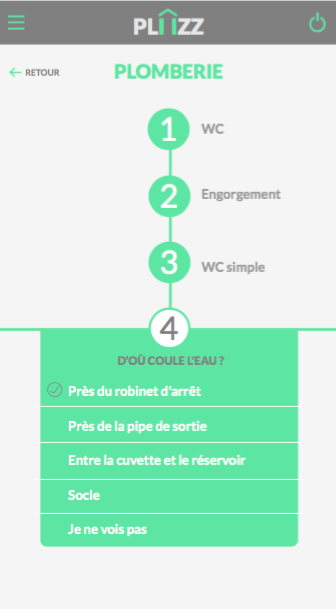 PLIIZZ
RETOUR
PLOMBERIE
1
WC
2
Engorgement
3
WC simple
4
D'OÙ COULE L'EAU ?
Près du robinet d'arrêt
Près de la pipe de sortie
Entre la cuvette et le réservoir
Socle
Je ne vois pas